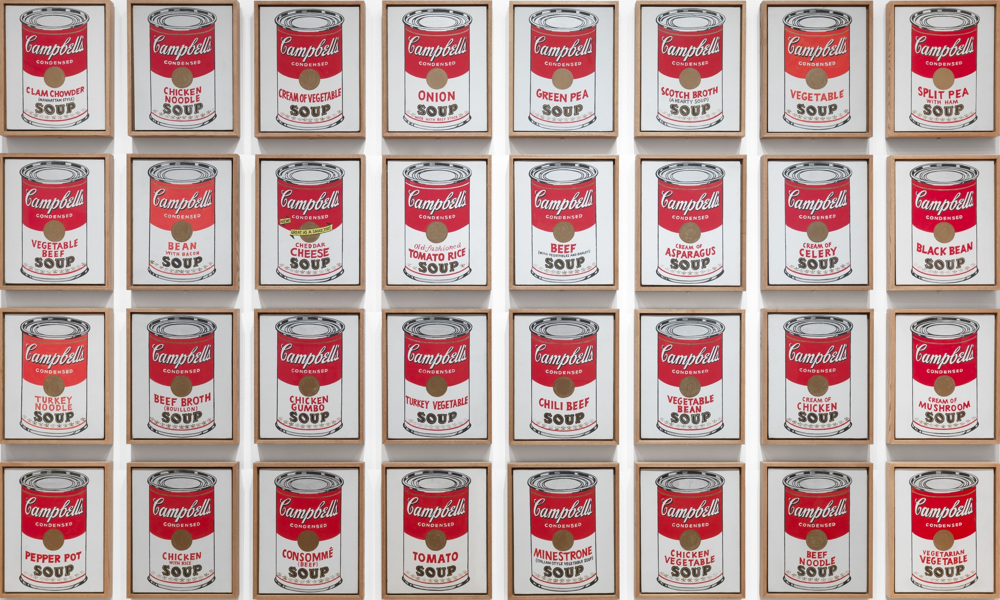 Campbell's
CONDENSED
CLAM CHOWDER
(MANHATTAN STYLE)
SOUP
Campbell's
CONDENSED
CHICKEN
NOODLE
SOUP
Campbell's
CONDENSED
CREAM OF VEGETABLE
SOUP
Campbell's
CONDENSED
ONION
SOUP
MADE WITH BEEF STOCK
Campbell's
CONDENSED
GREEN PEA
SOUP
Campbell's
CONDENSED
SCOTCH BROTH
(A HEARTY SOUP)
SOUP
Campbell's
CONDENSED
VEGETABLE
SOUP
Campbell's
CONDENSED
SPLIT PEA
WITH HAM
SOUP
Campbell's
CONDENSED
VEGETABLE
BEEF
SOUP
Campbell's
CONDENSED
BEAN
WITH BACON
SOUP
Campbell's
CONDENSED
NEW!
GREAT AS A SAUCE, TOO!
CHEDDAR
CHEESE
SOUP
Campbell's
CONDENSED
Old-fashioned
TOMATO RICE
SOUP
Campbell's
CONDENSED
BEEF
(WITH VEGETABLES AND BARLEY)
SOUP
Campbell's
CONDENSED
CREAM OF
ASPARAGUS
SOUP
Campbell's
CONDENSED
CREAM OF
CELERY
SOUP
Campbell's
CONDENSED
BLACK BEAN
SOUP
Campbell's
CONDENSED
TURKEY
NOODLE
SOUP
Campbell's
CONDENSED
BEEF BROTH
(BOUILLON)
SOUP
Campbell's
CONDENSED
CHICKEN
GUMBO
SOUP
Campbell's
CONDENSED
TURKEY VEGETABLE
SOUP
Campbell's
CONDENSED
CHILI BEEF
SOUP
Campbell's
CONDENSED
VEGETABLE
BEAN
SOUP
Campbell's
CONDENSED
CREAM OF
CHICKEN
SOUP
Campbell's
CONDENSED
CREAM OF
MUSHROOM
SOUP
Campbell's
CONDENSED
PEPPER POT
SOUP
Campbell's
CONDENSED
CHICKEN
WITH RICE
SOUP
Campbell's
CONDENSED
CONSOMMÉ
(BEEF)
SOUP
Campbell's
CONDENSED
TOMATO
SOUP
Campbell's
CONDENSED
MINESTRONE
(ITALIAN-STYLE VEGETABLE SOUP)
SOUP
Campbell's
CONDENSED
CHICKEN
VEGETABLE
SOUP
Campbell's
CONDENSED
BEEF
NOODLE
SOUP
Campbell's
CONDENSED
VEGETARIAN
VEGETABLE
SOUP